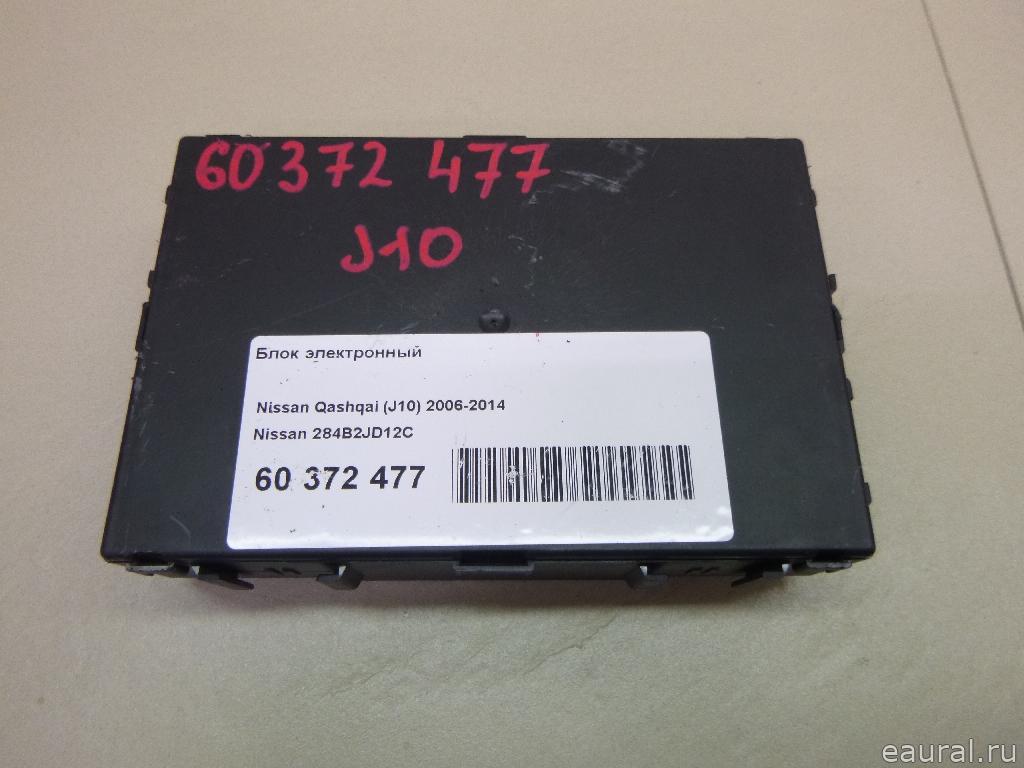 60 372 477
J10
Блок электронный
Nissan Qashqai (J10) 2006-2014
Nissan 284B2JD12C
60 372 477
eaural.ru